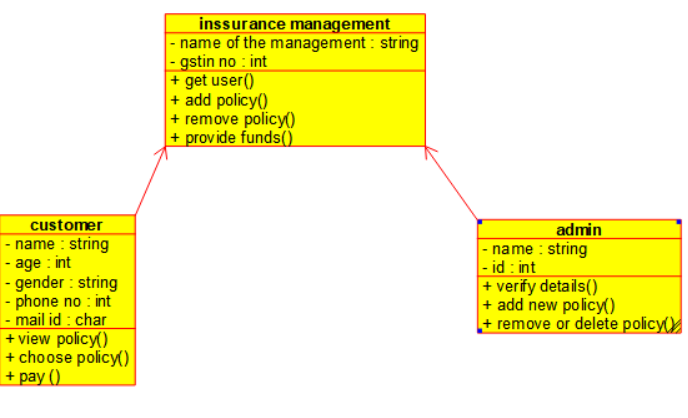 inssurance management
- name of the management : string
- gstin no : int
+ get user()
+ add policy()
+ remove policy()
+ provide funds()
customer
- name : string
- age : int
- gender : string
- phone no : int
- mail id : char
+ view policy()
+ choose policy()
+ pay ()
admin
- name : string
- id : int
+ verify details()
+ add new policy()
+ remove or delete policy()